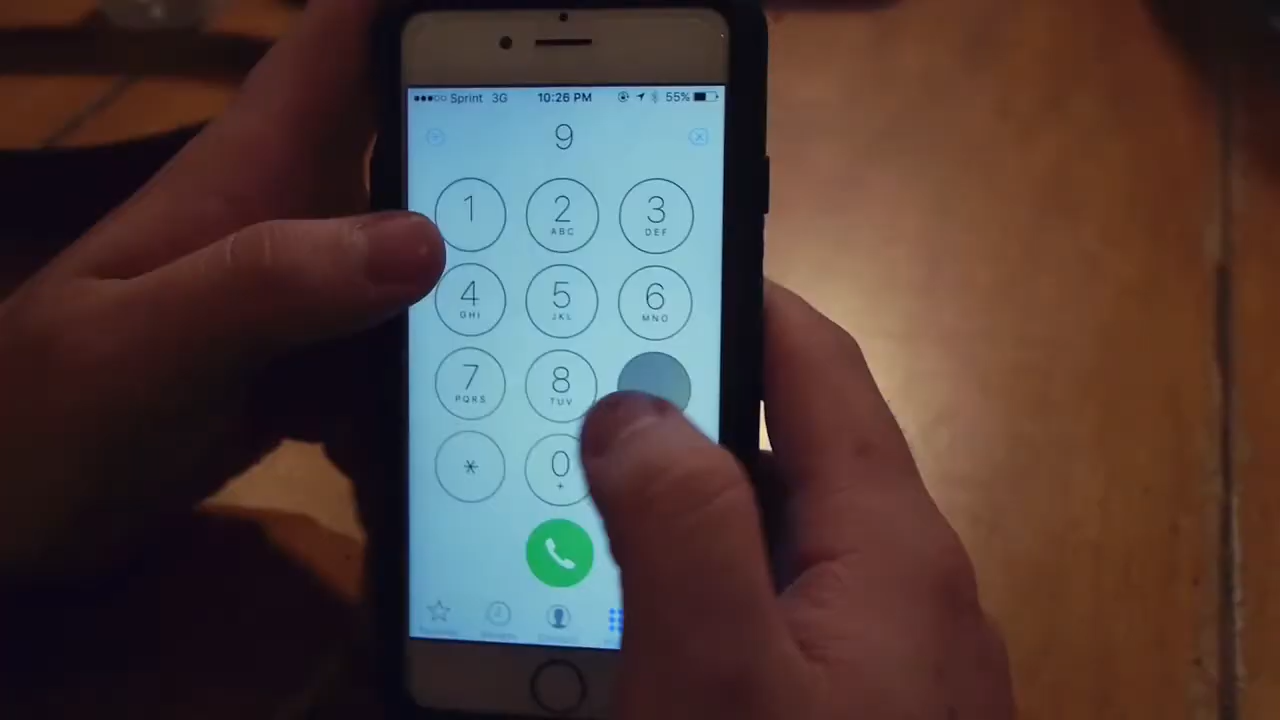 Sprint 3G 10:26 PM 55%
9
1 2 3
ABC DEF
4 5 6
GHI JKL MNO
7 8
PQRS TUV
* 0
+